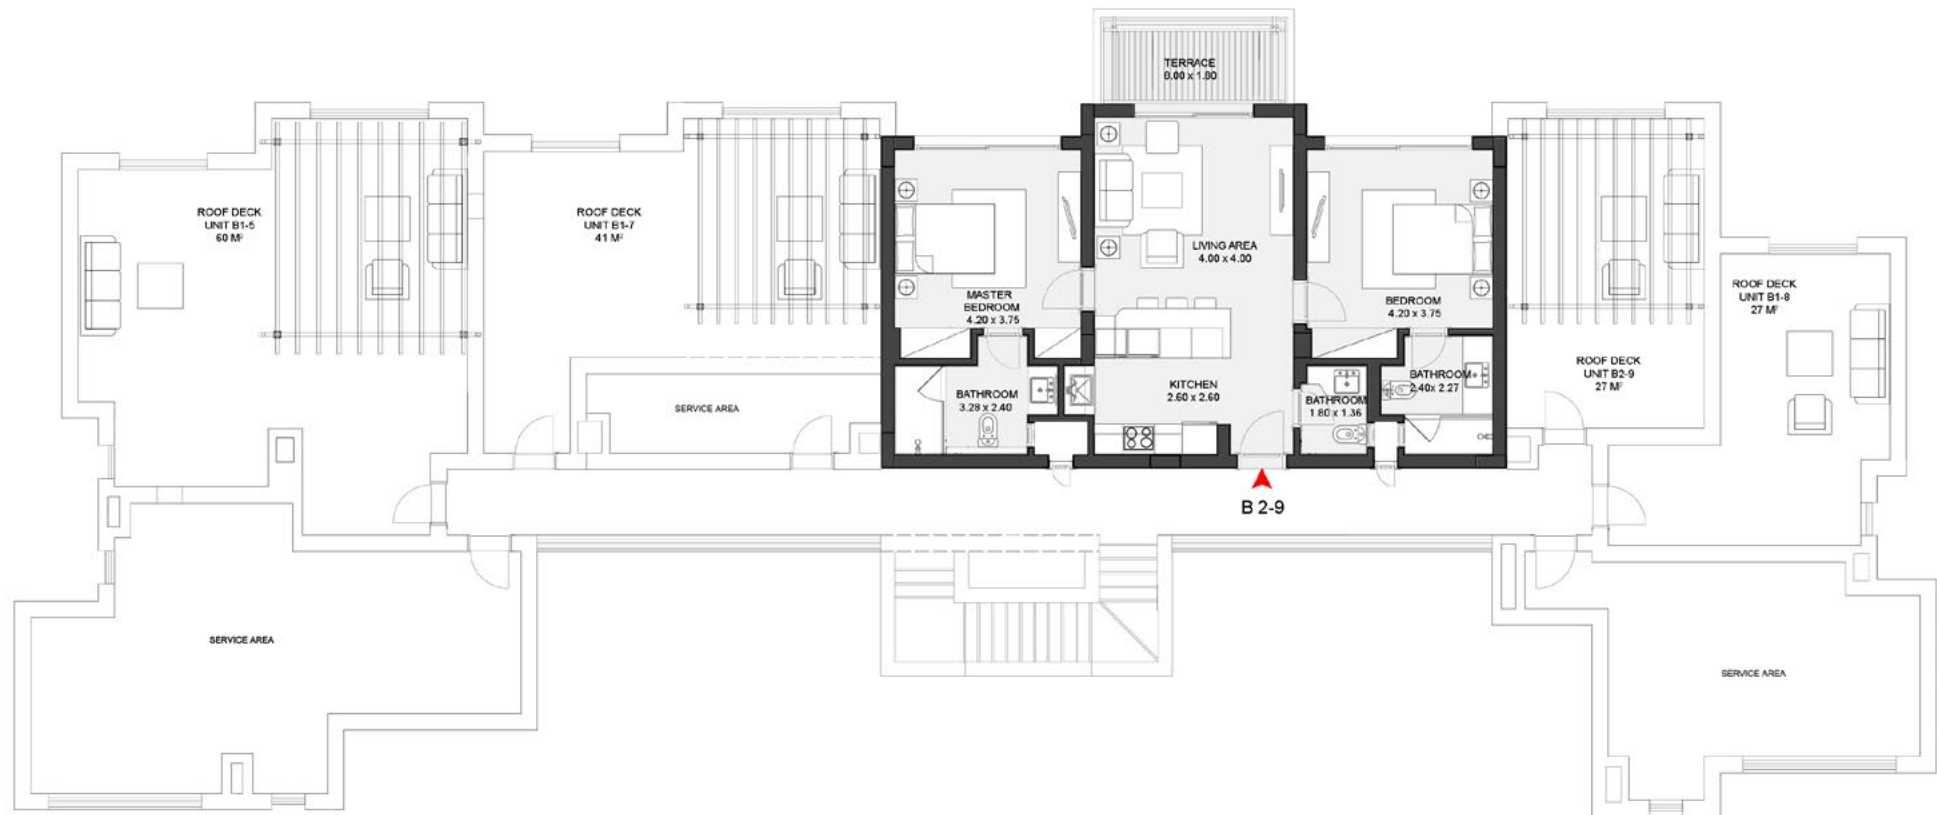 TERRACE
8.00 x 1.80
ROOF DECK
UNIT B1-5
60 M²
ROOF DECK
UNIT B1-7
41 M²
LIVING AREA
4.00 x 4.00
MASTER
BEDROOM
4.20 x 3.75
BEDROOM
4.20 x 3.75
ROOF DECK
UNIT B1-8
27 M²
ROOF DECK
UNIT B2-9
27 M²
SERVICE AREA
BATHROOM
3.28 x 2.40
KITCHEN
2.60 x 2.60
BATHROOM
1.80 x 1.36
BATHROOM
2.40x 2.27
B 2-9
SERVICE AREA
SERVICE AREA